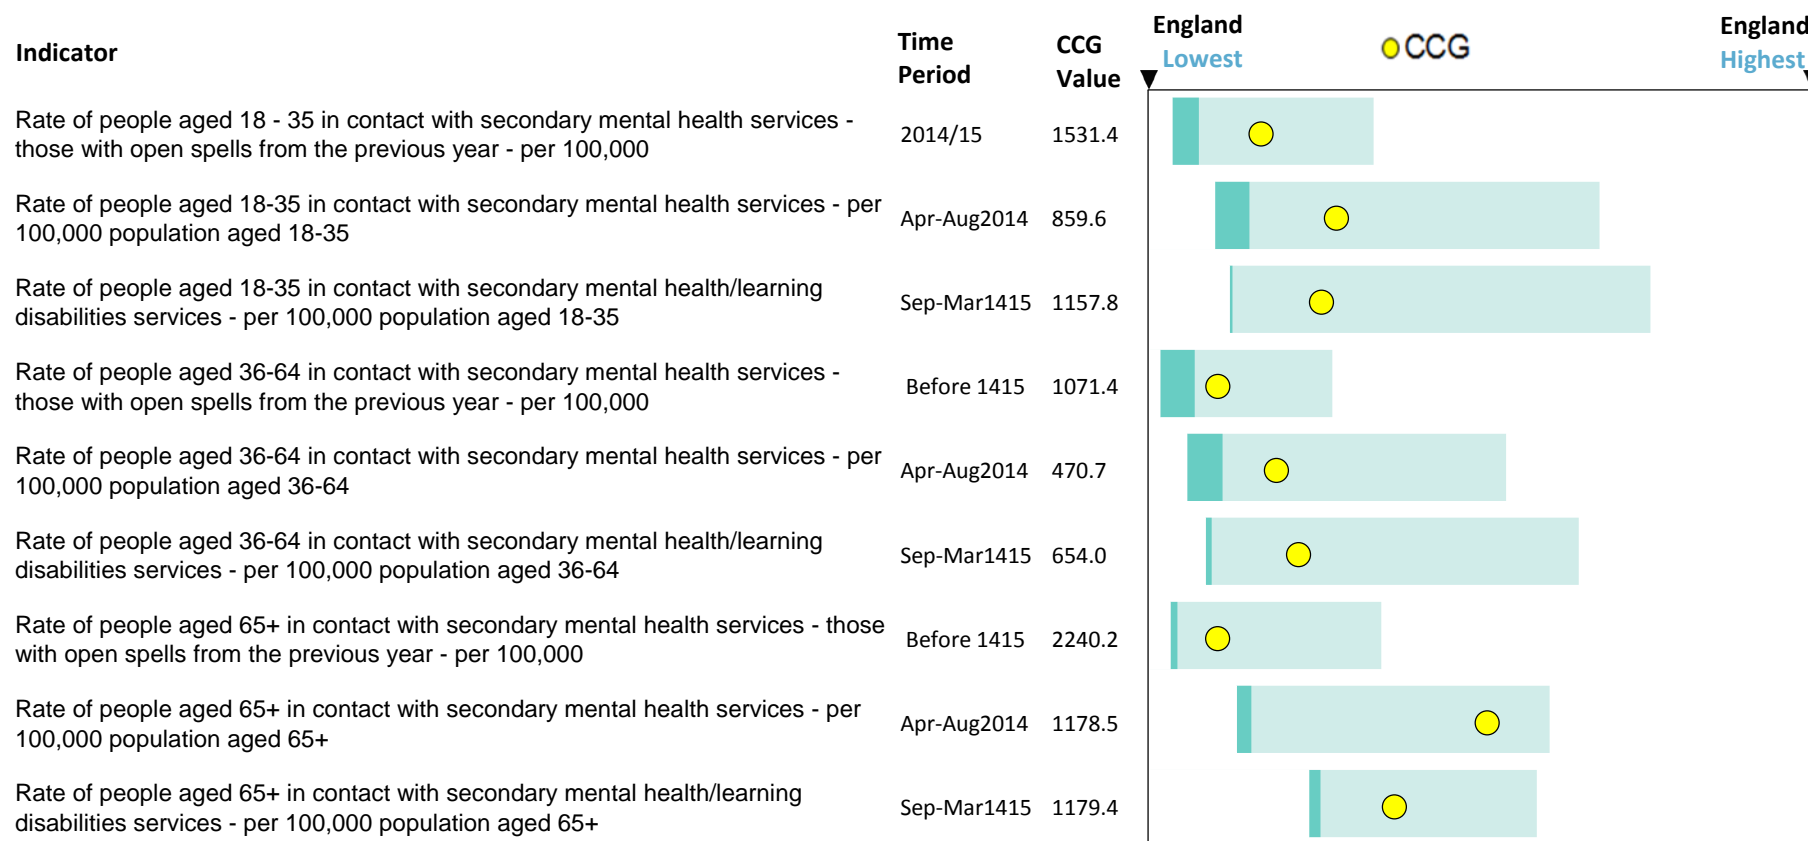 Indicator
Time
Period
CCG
Value
England
Lowest
CCG
England
Highest
Rate of people aged 18 - 35 in contact with secondary mental health services -
those with open spells from the previous year - per 100,000
2014/15
1531.4
Rate of people aged 18-35 in contact with secondary mental health services - per
100,000 population aged 18-35
Apr-Aug2014
859.6
Rate of people aged 18-35 in contact with secondary mental health/learning
disabilities services - per 100,000 population aged 18-35
Sep-Mar1415
1157.8
Rate of people aged 36-64 in contact with secondary mental health services -
those with open spells from the previous year - per 100,000
Before 1415
1071.4
Rate of people aged 36-64 in contact with secondary mental health services - per
100,000 population aged 36-64
Apr-Aug2014
470.7
Rate of people aged 36-64 in contact with secondary mental health/learning
disabilities services - per 100,000 population aged 36-64
Sep-Mar1415
654.0
Rate of people aged 65+ in contact with secondary mental health services - those
with open spells from the previous year - per 100,000
Before 1415
2240.2
Rate of people aged 65+ in contact with secondary mental health services - per
100,000 population aged 65+
Apr-Aug2014
1178.5
Rate of people aged 65+ in contact with secondary mental health/learning
disabilities services - per 100,000 population aged 65+
Sep-Mar1415
1179.4